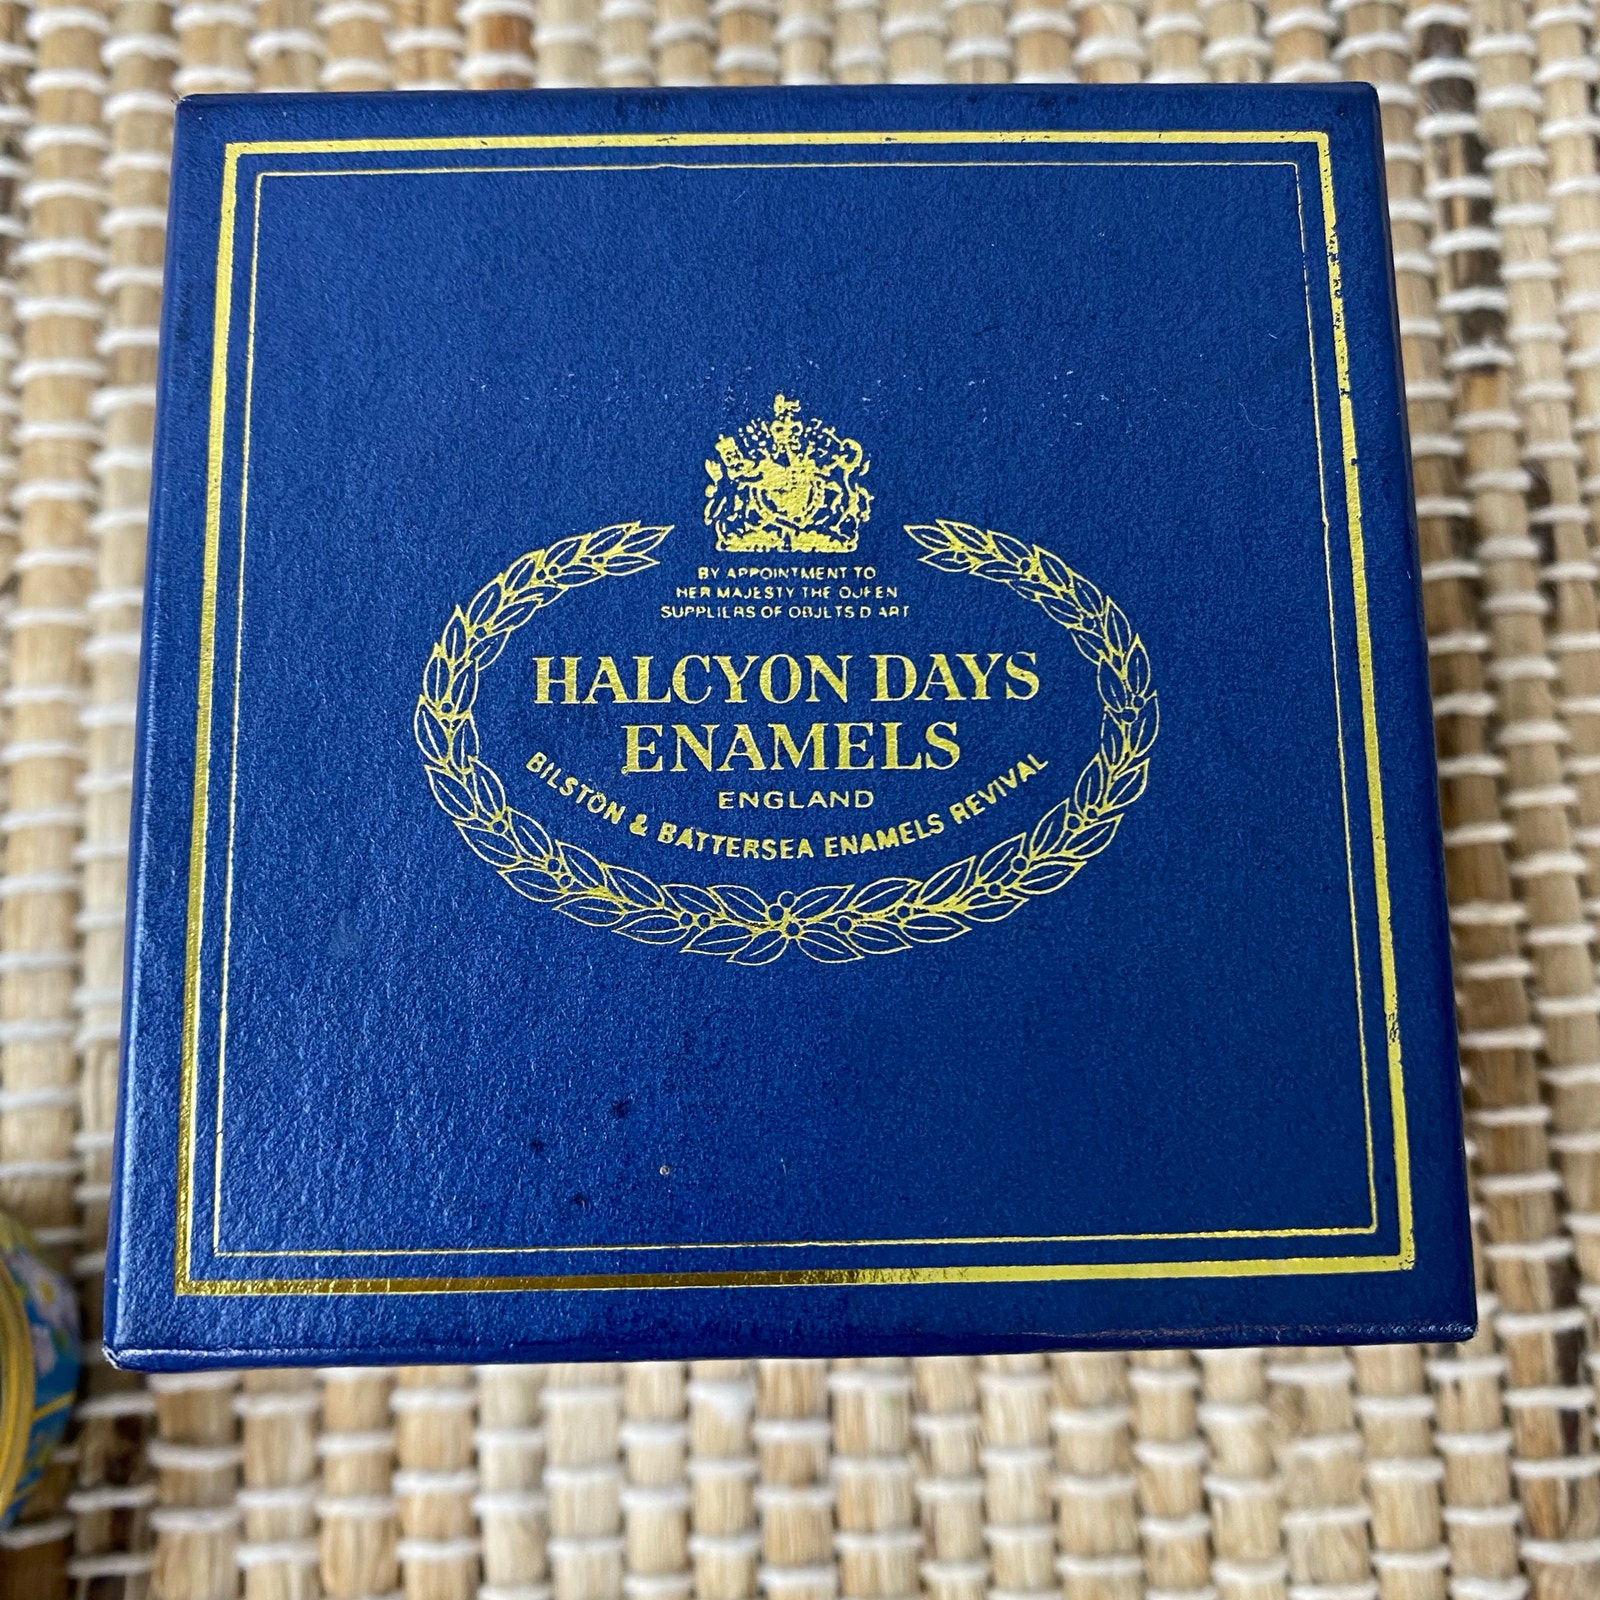 BY APPOINTMENT TO
HER MAJESTY THE QUEEN
SUPPLIERS OF OBJETS D'ART
HALCYON DAYS
ENAMELS
ENGLAND
BILSTON & BATTERSEA ENAMELS REVIVAL